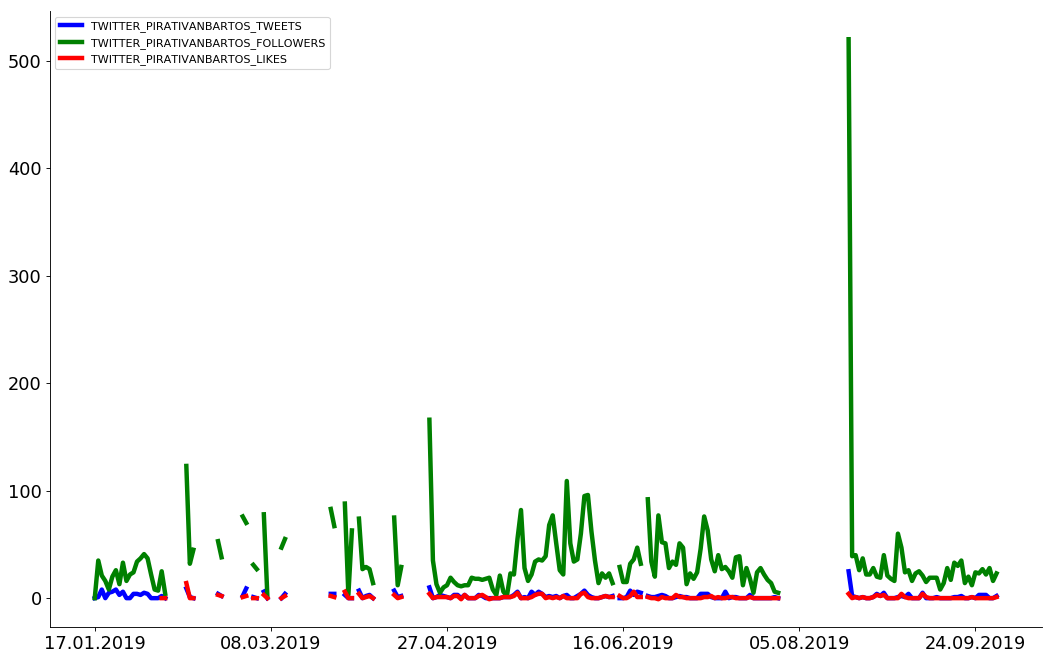 TWITTER_PIRATIVANBARTOS_TWEETS
TWITTER_PIRATIVANBARTOS_FOLLOWERS
TWITTER_PIRATIVANBARTOS_LIKES
500
400
300
200
100
0
17.01.2019 08.03.2019 27.04.2019 16.06.2019 05.08.2019 24.09.2019